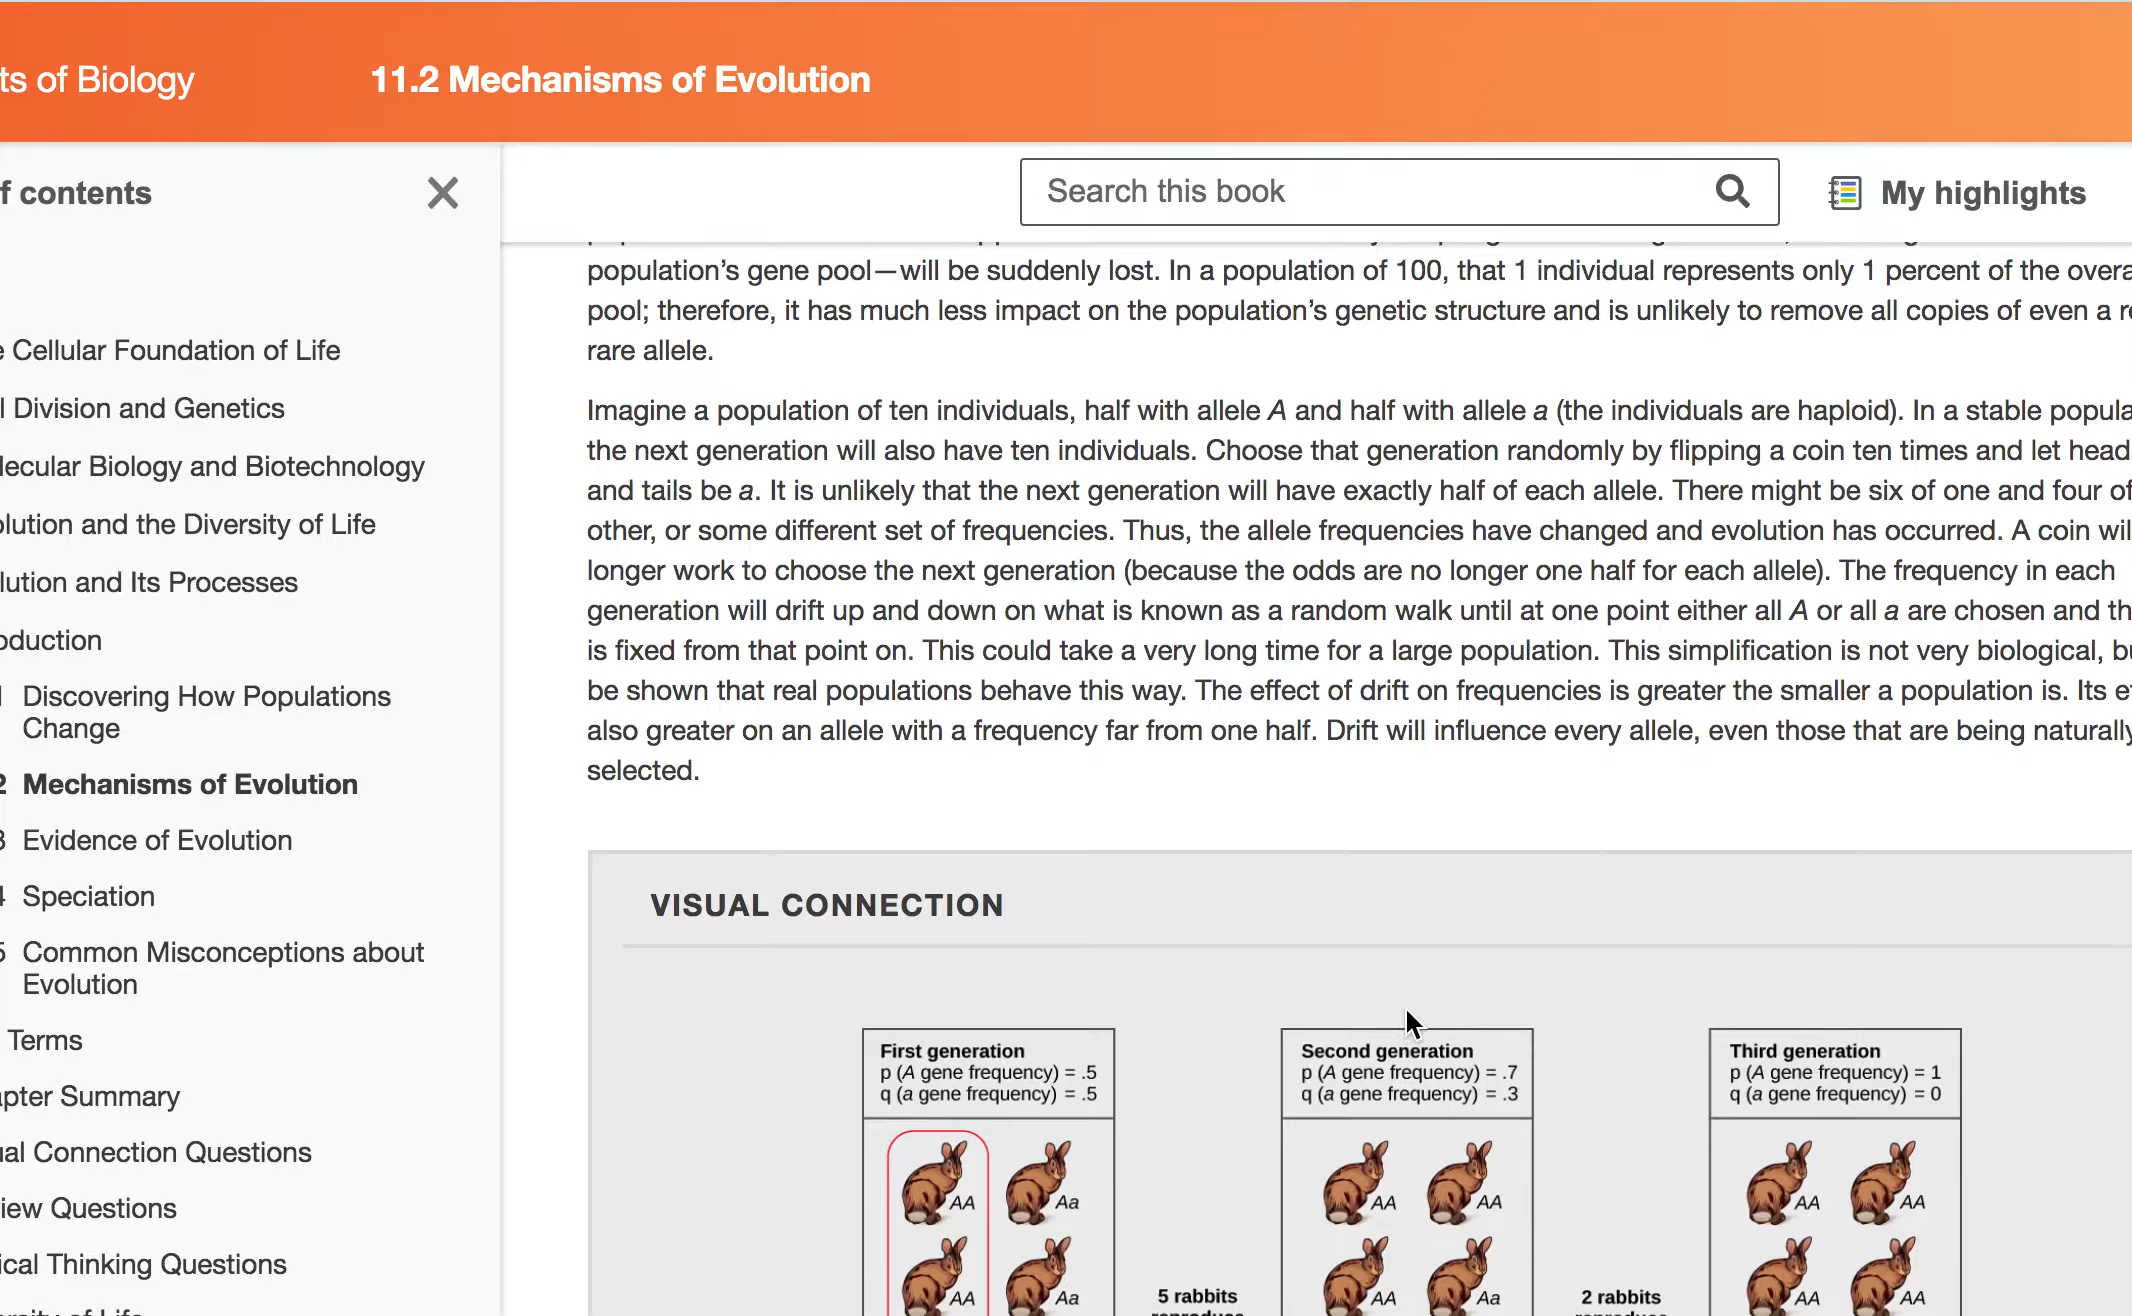 ts of Biology
11.2 Mechanisms of Evolution
f contents
Search this book
My highlights
Cellular Foundation of Life
Division and Genetics
lecular Biology and Biotechnology
olution and the Diversity of Life
lution and Its Processes
oduction
Discovering How Populations
Change
2 Mechanisms of Evolution
3 Evidence of Evolution
4 Speciation
5 Common Misconceptions about
Evolution
Terms
apter Summary
ual Connection Questions
iew Questions
ical Thinking Questions
population's gene pool—will be suddenly lost. In a population of 100, that 1 individual represents only 1 percent of the overa
pool; therefore, it has much less impact on the population's genetic structure and is unlikely to remove all copies of even a r
rare allele.
Imagine a population of ten individuals, half with allele A and half with allele a (the individuals are haploid). In a stable popula
the next generation will also have ten individuals. Choose that generation randomly by flipping a coin ten times and let head
and tails be a. It is unlikely that the next generation will have exactly half of each allele. There might be six of one and four of
other, or some different set of frequencies. Thus, the allele frequencies have changed and evolution has occurred. A coin wil
longer work to choose the next generation (because the odds are no longer one half for each allele). The frequency in each
generation will drift up and down on what is known as a random walk until at one point either all A or all a are chosen and th
is fixed from that point on. This could take a very long time for a large population. This simplification is not very biological, b
be shown that real populations behave this way. The effect of drift on frequencies is greater the smaller a population is. Its e
also greater on an allele with a frequency far from one half. Drift will influence every allele, even those that are being naturally
selected.
VISUAL CONNECTION
First generation
p (A gene frequency) = .5
q (a gene frequency) = .5
AA Aa
AA Aa
5 rabbits
Second generation
p (A gene frequency) = .7
q (a gene frequency) = .3
AA AA
AA Aa
2 rabbits
Third generation
p (A gene frequency) = 1
q (a gene frequency) = 0
AA AA
AA AA